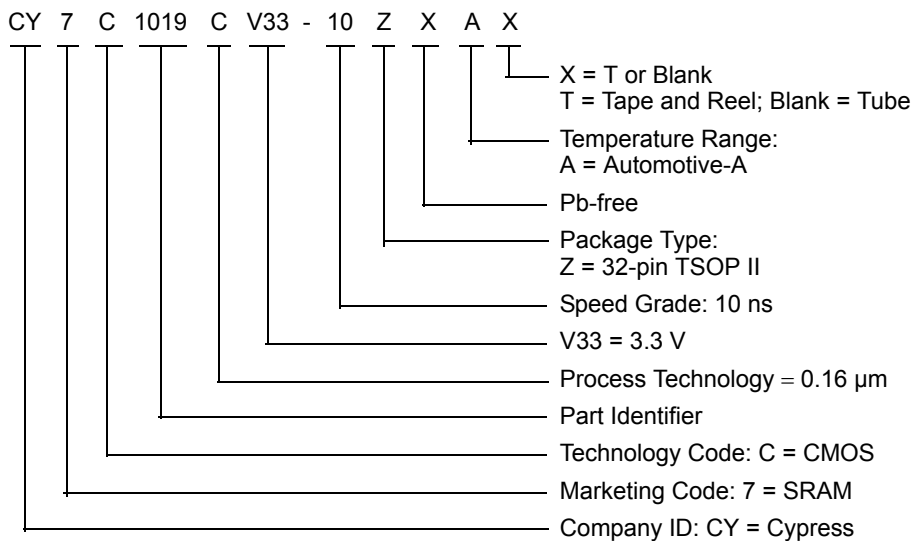 CY 7 C 1019 C V33 - 10 Z X A X
X = T or Blank
T = Tape and Reel; Blank = Tube
Temperature Range:
A = Automotive-A
Pb-free
Package Type:
Z = 32-pin TSOP II
Speed Grade: 10 ns
V33 = 3.3 V
Process Technology = 0.16 µm
Part Identifier
Technology Code: C = CMOS
Marketing Code: 7 = SRAM
Company ID: CY = Cypress